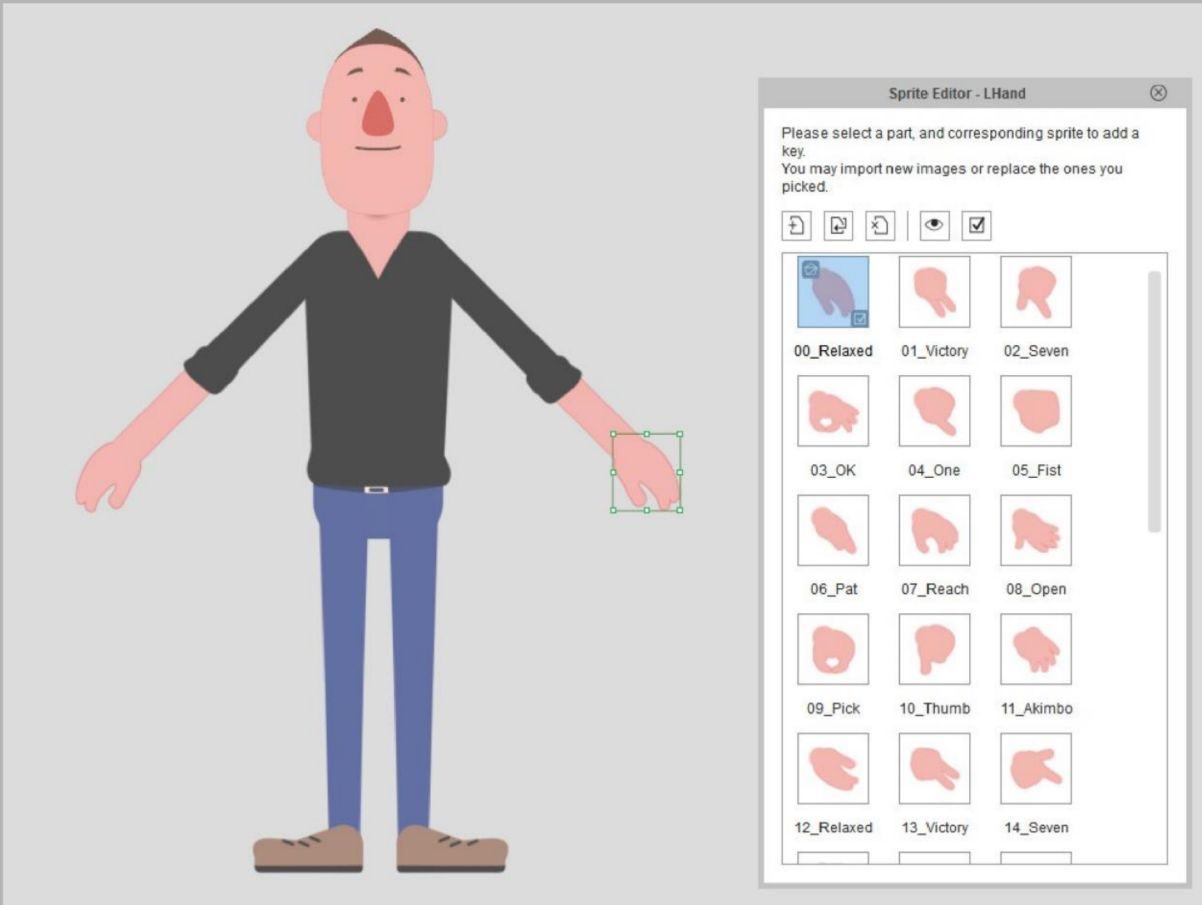 Sprite Editor - LHand
Please select a part, and corresponding sprite to add a
key.
You may import new images or replace the ones you
picked.
00_Relaxed 01_Victory 02_Seven
03_OK 04_One 05_Fist
06_Pat 07_Reach 08_Open
09_Pick 10_Thumb 11_Akimbo
12_Relaxed 13_Victory 14_Seven